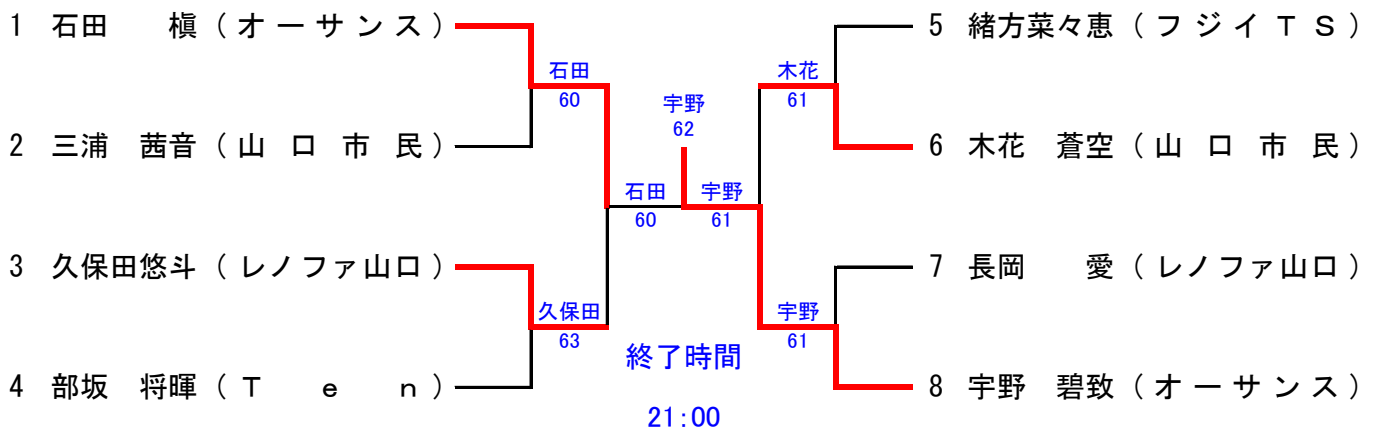 1 石田 槇 (オーサンス)
5 緒方菜々恵 (フジイTS)
石田
60
木花
61
宇野
62
2 三浦 茜音 (山口市民)
6 木花 蒼空 (山口市民)
石田
60
宇野
61
3 久保田悠斗 (レノファ山口)
7 長岡 愛 (レノファ山口)
久保田
63
宇野
61
終了時間
4 部坂 将暉 (Ten)
8 宇野 碧致 (オーサンス)
21:00